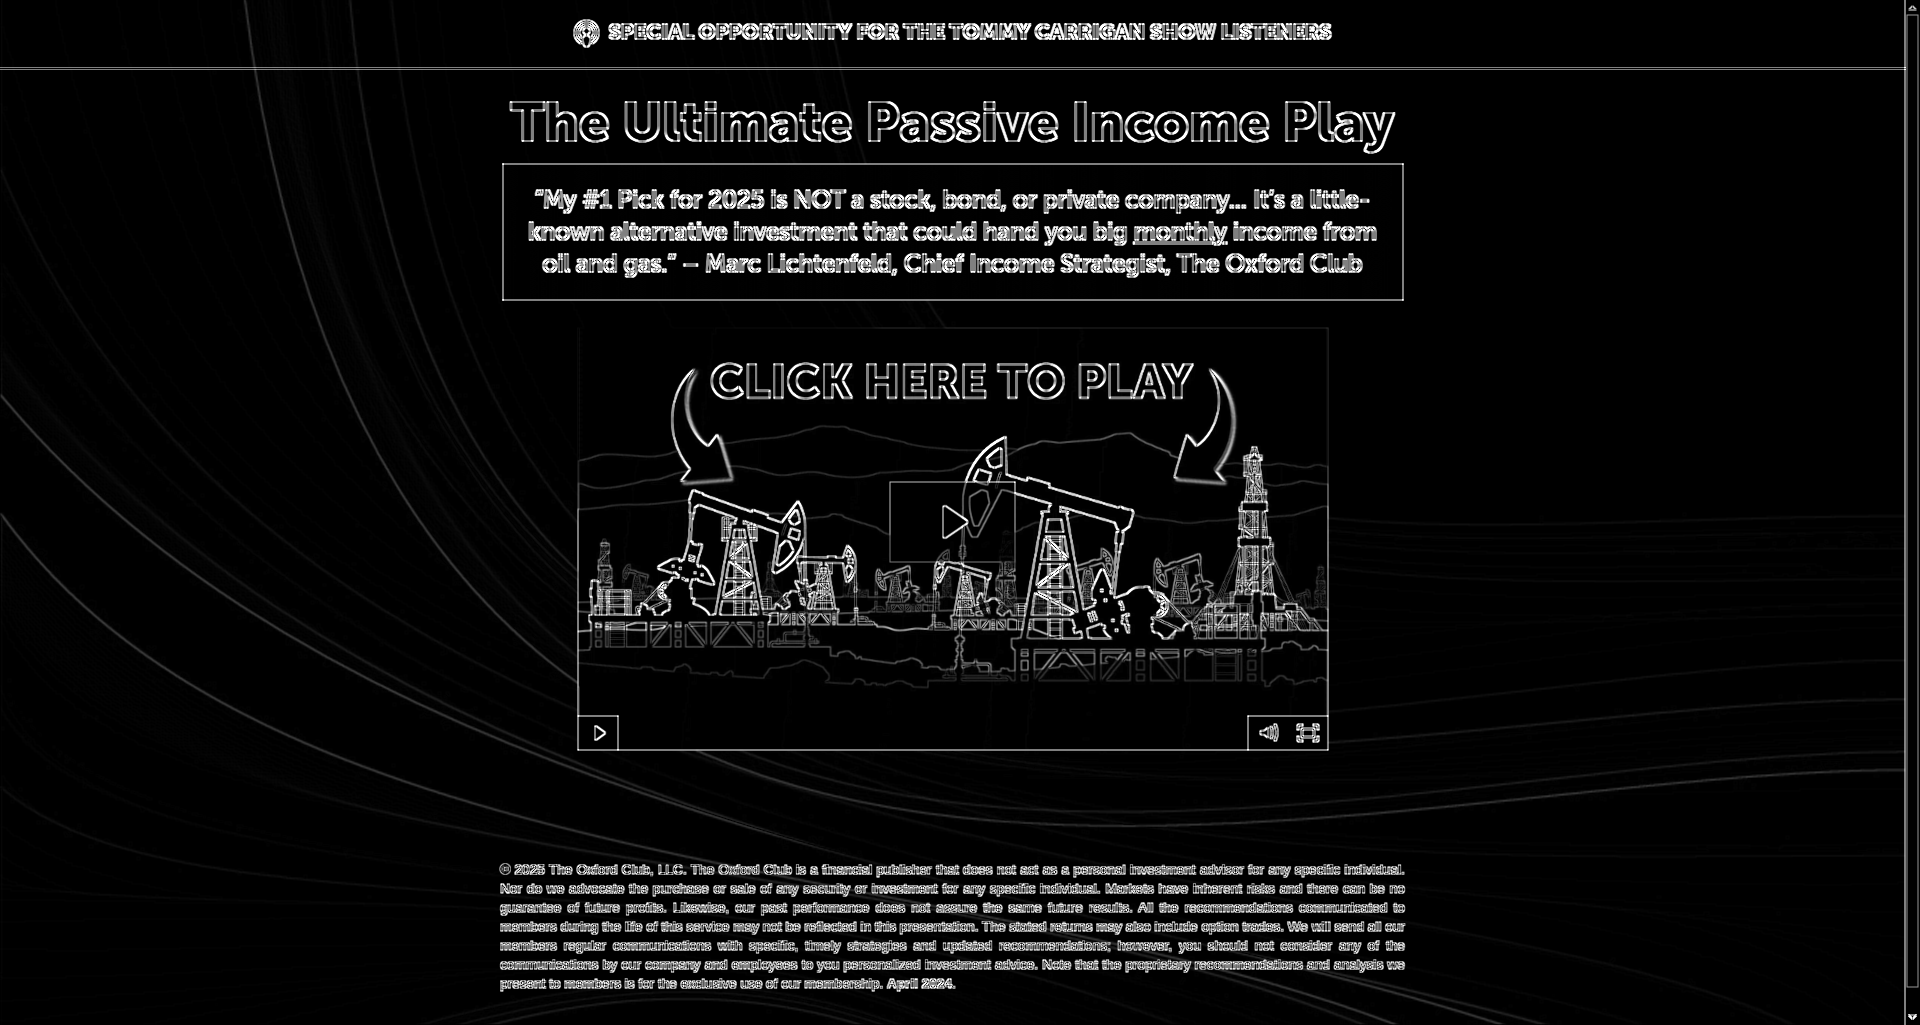 SPECIAL OPPORTUNITY FOR THE TOMMY CARRIGAN SHOW LISTENERS
The Ultimate Passive Income Play
"My #1 Pick for 2025 is NOT a stock, bond, or private company... It's a little-
known alternative investment that could hand you big monthly income from
oil and gas." – Marc Lichtenfeld, Chief Income Strategist, The Oxford Club
CLICK HERE TO PLAY
© 2025 The Oxford Club, LLC. The Oxford Club is a financial publisher that does not act as a personal investment advisor for any specific individual.
Nor do we advocate the purchase or sale of any security or investment for any specific individual. Markets have inherent risks and there can be no
guarantee of future profits. Likewise, our past performance does not assure the same future results. All the recommendations communicated to
members during the life of this service may not be reflected in this presentation. The stated returns may also include option trades. We will send all our
members regular communications with specific, timely strategies and updated recommendations; however, you should not consider any of the
communications by our company and employees to you personalized investment advice. Note that the proprietary recommendations and analysis we
present to members is for the exclusive use of our membership. April 2024.